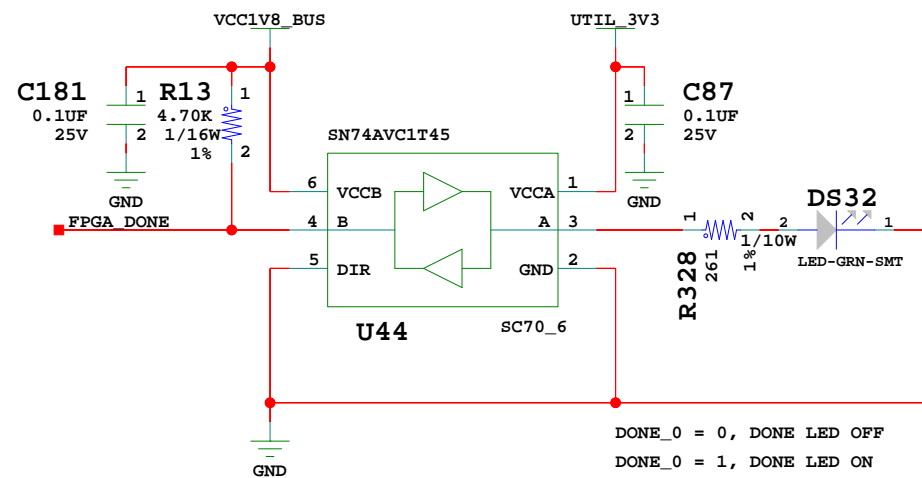 VCC1V8_BUS
UTIL_3V3
C181
0.1UF
25V
1
2
GND
R13
4.70K
1/16W
1%
1
2
C87
0.1UF
25V
1
2
GND
SN74AVC1T45
6 VCCB VCCA 1
4 B A 3
5 DIR GND 2
U44
SC70_6
FPGA_DONE
R328
261
1 2
1/10W
1%
DS32
2 1
LED-GRN-SMT
GND
DONE_0 = 0, DONE LED OFF
DONE_0 = 1, DONE LED ON